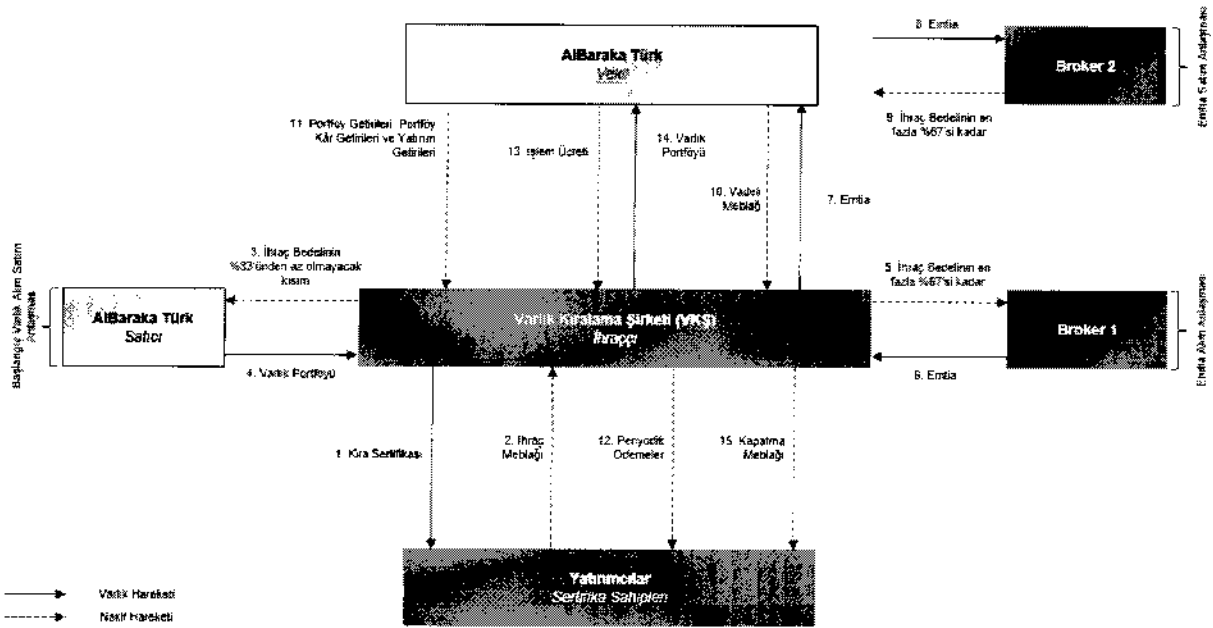 AlBaraka Türk
Vekil
8. Emtia
Broker 2
Emtia Satım Anlaşması
9. İhraç Bedelinin en
fazla %67'si kadar
11. Portföy Getirileri Portföy
Kâr Getirileri ve Yatırım
Getirileri
13. İşlem Ücreti
14. Varlık
Portföyü
10. Vadeli
Meblağ
7. Emtia
3. İhraç Bedelinin
%33'ünden az olmayacak
kısım
5. İhraç Bedelinin en
fazla %67'si kadar
Başlangıç Varlık Alım Satım
Anlaşması
AlBaraka Türk
Satıcı
Varlık Kiralama Şirketi (VKŞ)
İhraççı
Broker 1
Emtia Alım Anlaşması
4. Varlık Portföyü
6. Emtia
1. Kira Sertifikası
2. İhraç
Meblağı
12. Periyodik
Ödemeler
15. Kapatma
Meblağı
Yatırımcılar
Sertifika Sahipleri
Varlık Hareketi
Nakit Hareketi